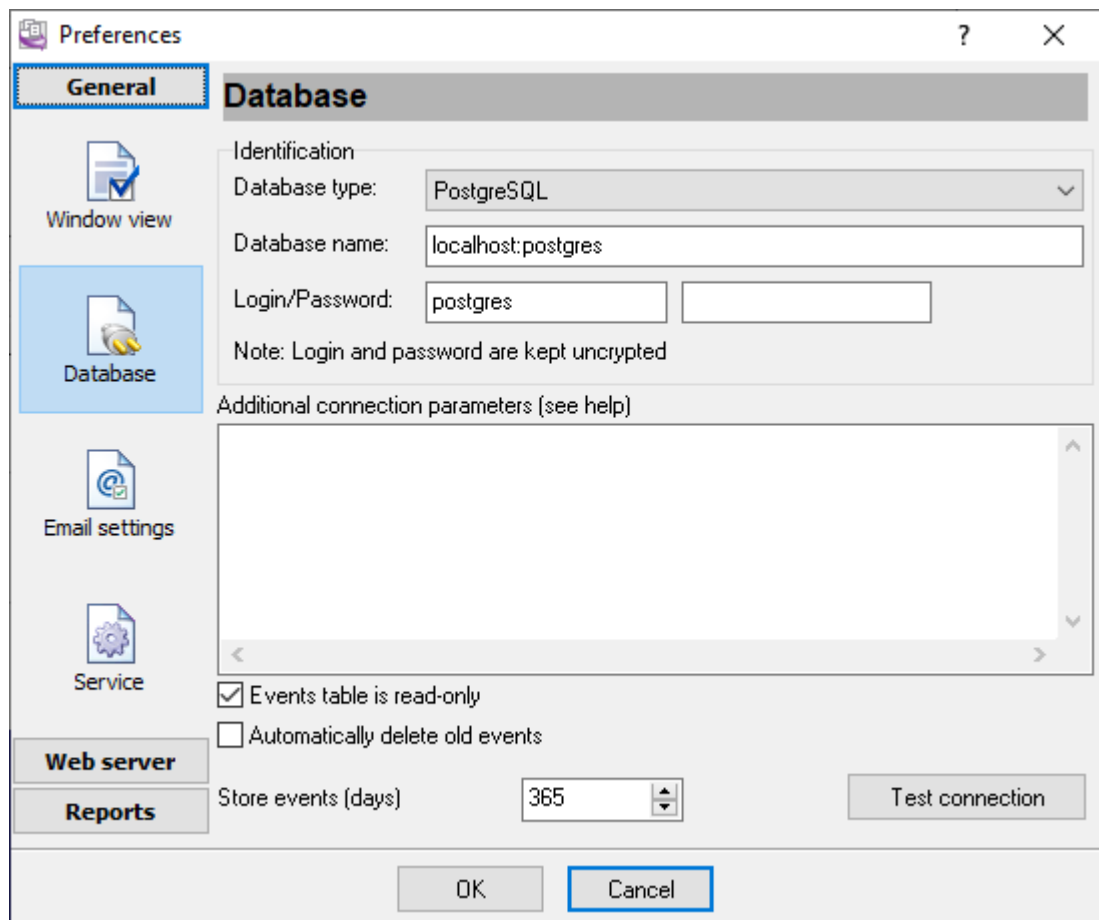 Preferences
?
General
Window view
Database
Email settings
Service
Web server
Reports
Database
Identification
Database type:
PostgreSQL
Database name:
localhost:postgres
Login/Password:
postgres
Note: Login and password are kept uncrypted
Additional connection parameters (see help)
Events table is read-only
Automatically delete old events
Store events (days)
365
Test connection
OK
Cancel